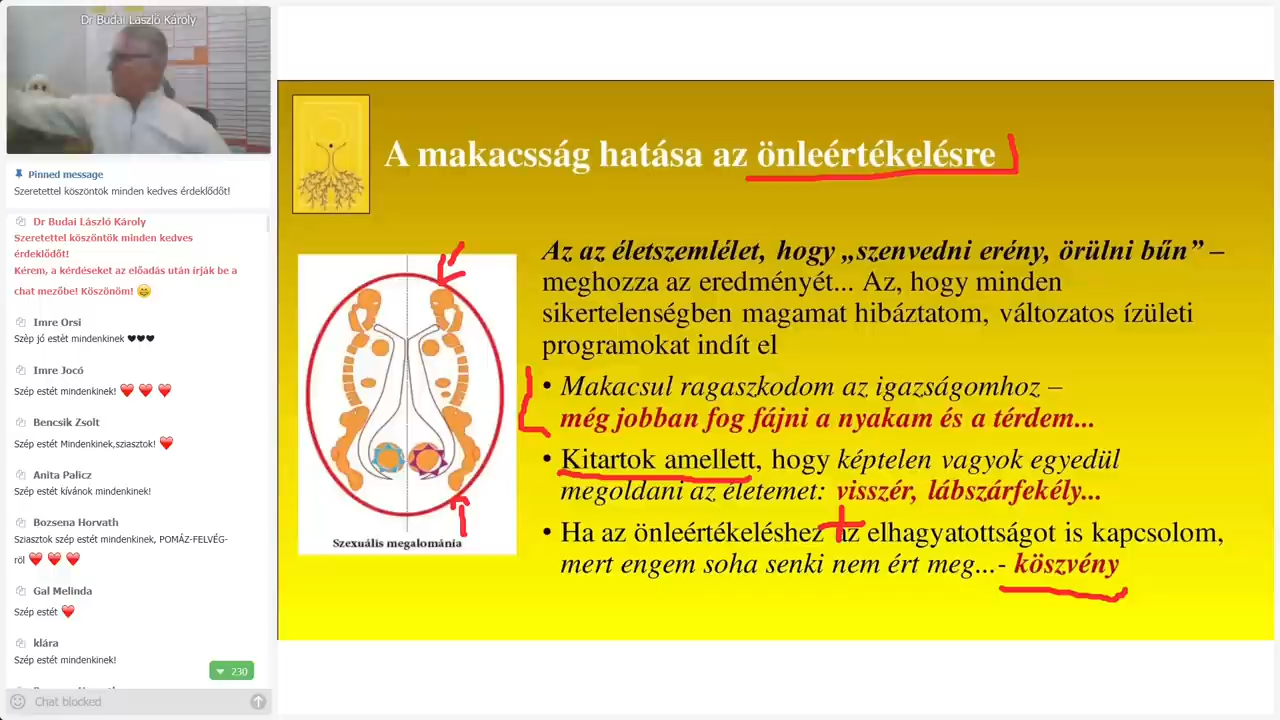 Dr Budai László Károly
Pinned message
Szeretettel köszöntök minden kedves érdeklődőt!
Dr Budai László Károly
Szeretettel köszöntök minden kedves
érdeklődőt!
Kérem, a kérdéseket az előadás után írják be a
chat mezőbe! Köszönöm! 😄
Imre Orsi
Szèp jó estèt mindenkinek ♥♥♥
Imre Jocó
Szép estét mindenkinek! ❤ ❤ ❤
Bencsik Zsolt
Szép estét Mindenkinek,sziasztok! ❤
Anita Palicz
Szép estét kívánok mindenkinek!
Bozsena Horvath
Sziasztok szép estét mindenkinek, POMÁZ-FELVÉG-
ről ❤ ❤ ❤
Gal Melinda
Szép estét ❤
klára
Szép estét mindenkinek!
230
Chat blocked
A makacsság hatása az önleértékelésre
Szexuális megalománia
Az az életszemlélet, hogy „szenvedni erény, örülni bűn” –
meghozza az eredményét... Az, hogy minden
sikertelenségben magamat hibáztatom, változatos ízületi
programokat indít el
• Makacsul ragaszkodom az igazságomhoz –
még jobban fog fájni a nyakam és a térdem...
• Kitartok amellett, hogy képtelen vagyok egyedül
megoldani az életemet: visszér, lábszárfekély...
• Ha az önleértékeléshez az elhagyatottságot is kapcsolom,
mert engem soha senki nem ért meg...- köszvény